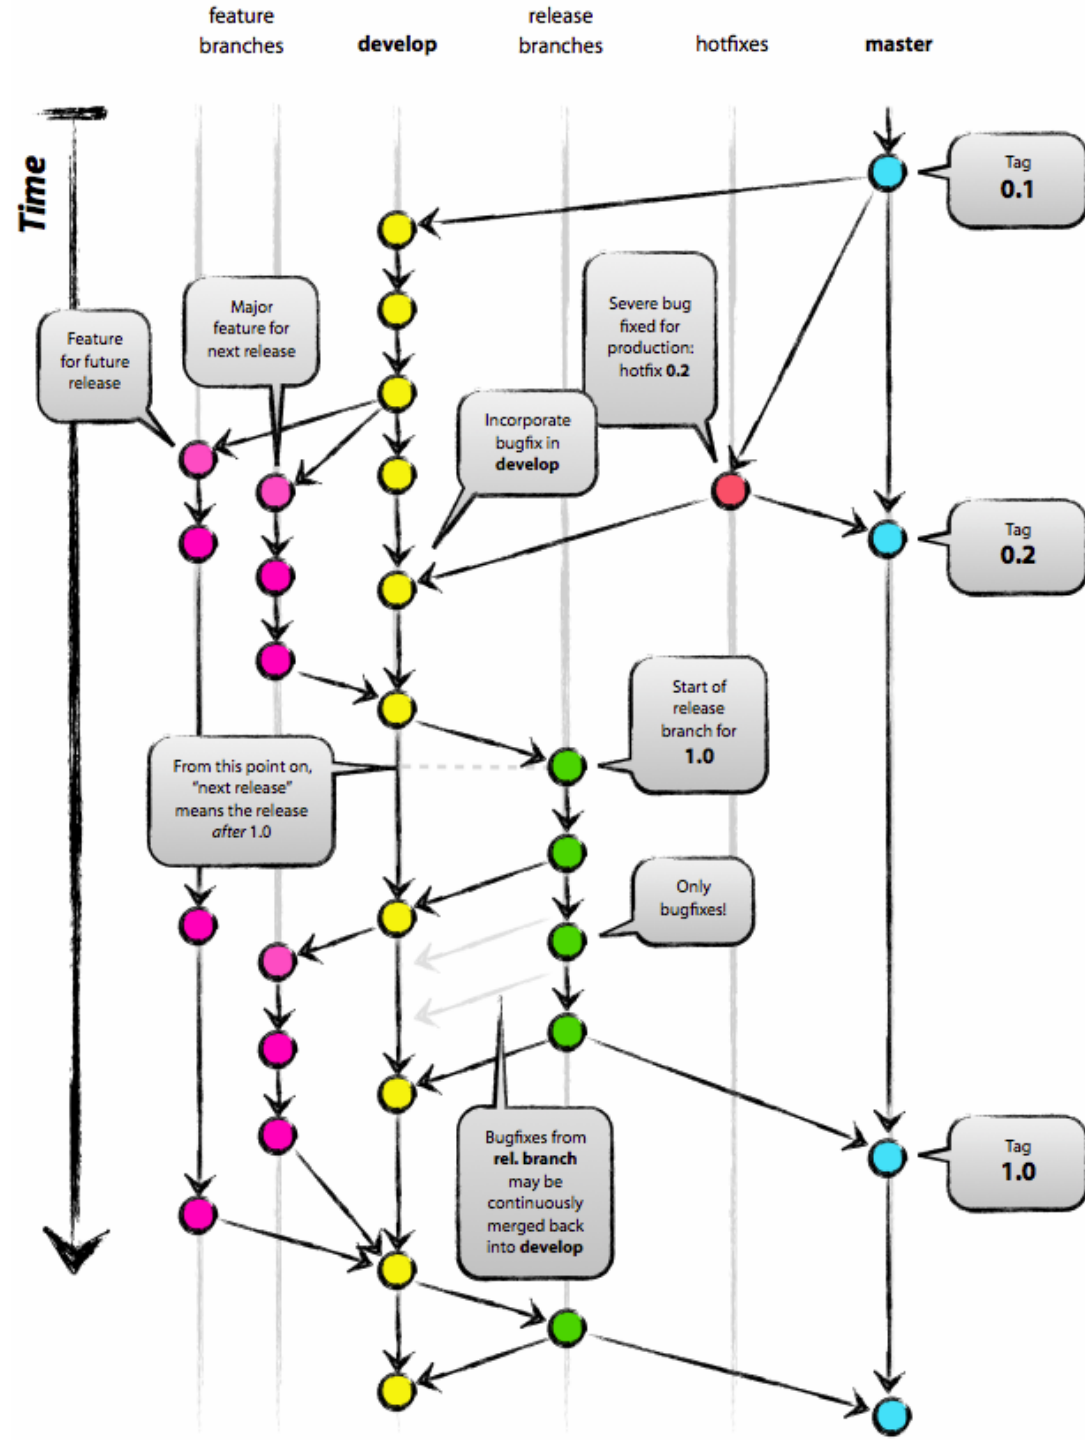 feature
branches
develop
release
branches
hotfixes
master
Time
Tag
0.1
Major
feature for
next release
Feature
for future
release
Severe bug
fixed for
production:
hotfix 0.2
Incorporate
bugfix in
develop
Tag
0.2
Start of
release
branch for
1.0
From this point on,
“next release”
means the release
after 1.0
Only
bugfixes!
Bugfixes from
rel. branch
may be
continuously
merged back
into develop
Tag
1.0